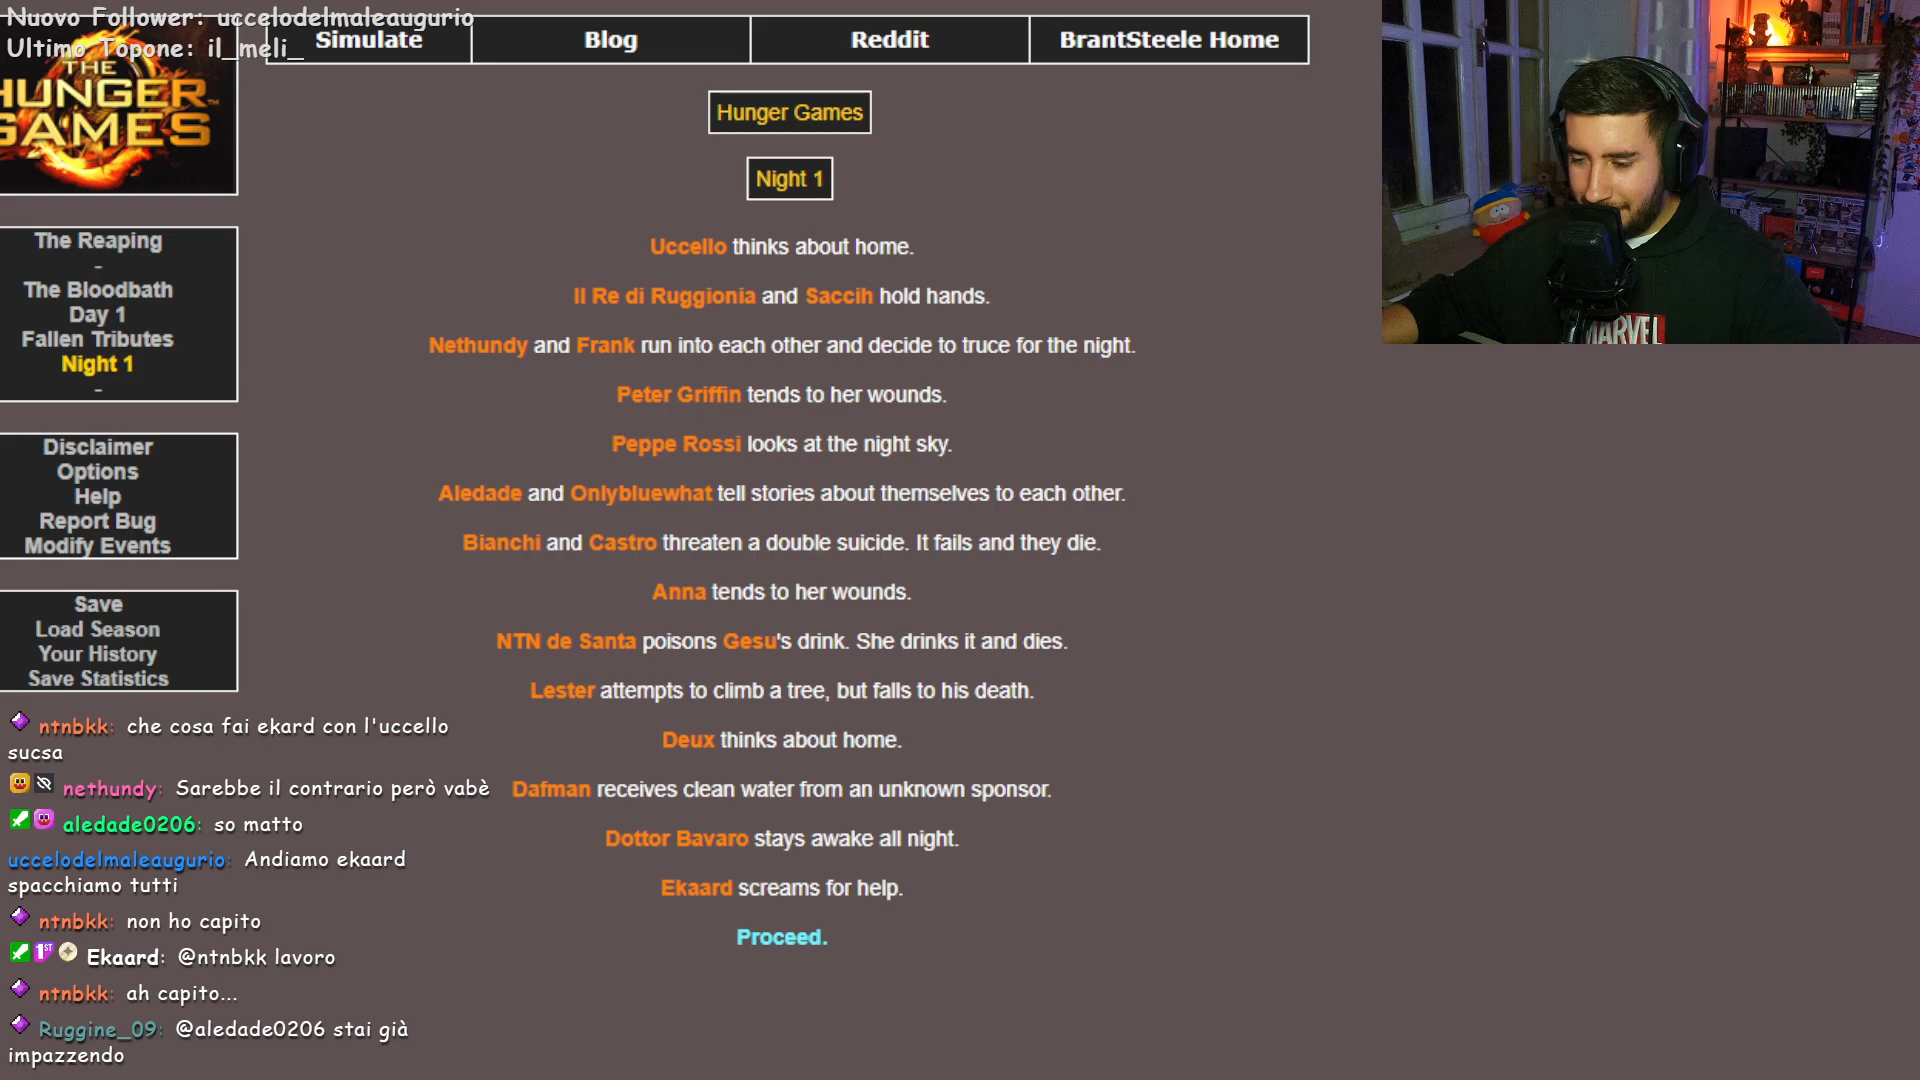 Nuovo Follower: uccelodelmaleaugurio
Ultimo Topone: il_meli_
THE
HUNGER
GAMES
Simulate
Blog
Reddit
BrantSteele Home
Hunger Games
Night 1
The Reaping
-
The Bloodbath
Day 1
Fallen Tributes
Night 1
-
Disclaimer
Options
Help
Report Bug
Modify Events
Save
Load Season
Your History
Save Statistics
Uccello thinks about home.
Il Re di Ruggionia and Saccih hold hands.
Nethundy and Frank run into each other and decide to truce for the night.
Peter Griffin tends to her wounds.
Peppe Rossi looks at the night sky.
Aledade and Onlybluewhat tell stories about themselves to each other.
Bianchi and Castro threaten a double suicide. It fails and they die.
Anna tends to her wounds.
NTN de Santa poisons Gesu's drink. She drinks it and dies.
Lester attempts to climb a tree, but falls to his death.
Deux thinks about home.
Dafman receives clean water from an unknown sponsor.
Dottor Bavaro stays awake all night.
Ekaard screams for help.
Proceed.
ntnbkk: che cosa fai ekard con l'uccello
sucsa
nethundy: Sarebbe il contrario però vabè
aledade0206: so matto
uccelodelmaleaugurio: Andiamo ekaard
spacchiamo tutti
ntnbkk: non ho capito
1ST Ekaard: @ntnbkk lavoro
ntnbkk: ah capito...
Ruggine_09: @aledade0206 stai già
impazzendo
MARVEL